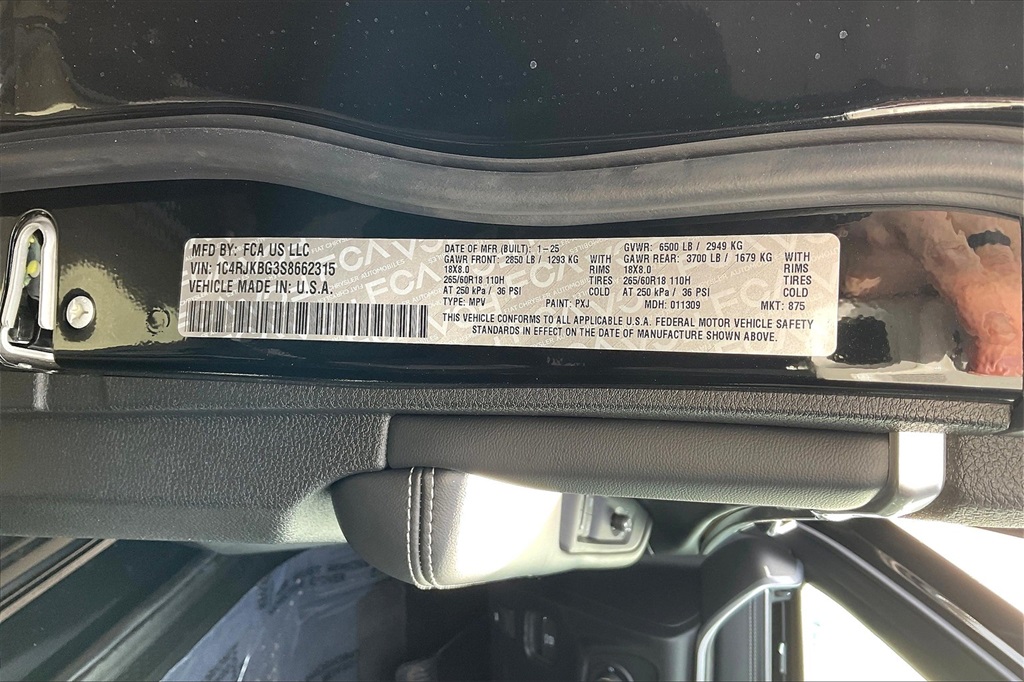 MFD BY: FCA US LLC
VIN: 1C4RJKBG3S8662315
VEHICLE MADE IN: U.S.A.
DATE OF MFR (BUILT): 1-25 GVWR: 6500 LB / 2949 KG
GAWR FRONT: 2850 LB / 1293 KG WITH GAWR REAR: 3700 LB / 1679 KG WITH
18X8.0 RIMS 18X8.0 RIMS
265/60R18 110H TIRES 265/60R18 110H TIRES
AT 250 kPa / 36 PSI COLD AT 250 kPa / 36 PSI COLD
TYPE: MPV PAINT: PXJ MDH: 011309 MKT: 875
THIS VEHICLE CONFORMS TO ALL APPLICABLE U.S.A. FEDERAL MOTOR VEHICLE SAFETY
STANDARDS IN EFFECT ON THE DATE OF MANUFACTURE SHOWN ABOVE.